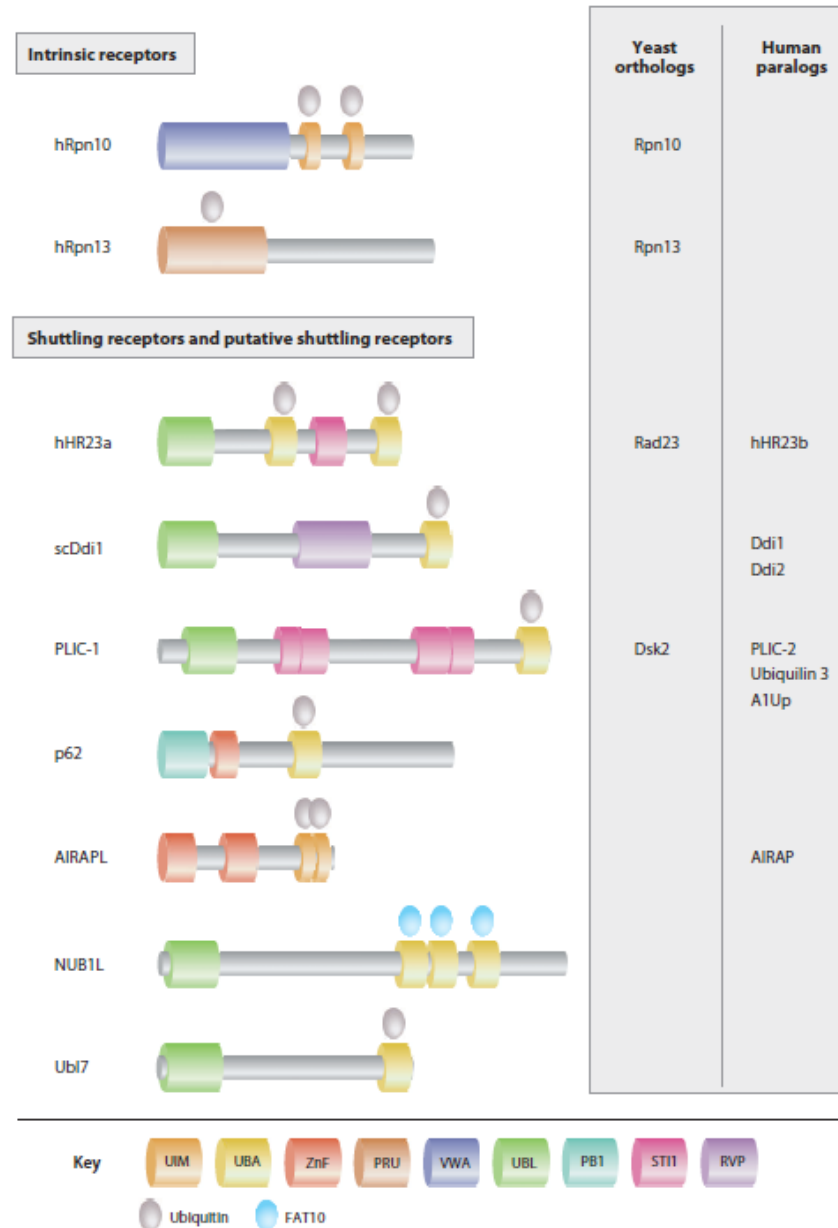 Intrinsic receptors
Yeast
orthologs
Human
paralogs
hRpn10
Rpn10
hRpn13
Rpn13
Shuttling receptors and putative shuttling receptors
hHR23a
Rad23
hHR23b
scDdi1
Ddi1
Ddi2
PLIC-1
Dsk2
PLIC-2
Ubiquilin 3
A1Up
p62
AIRAPL
AIRAP
NUB1L
Ubl7
Key
UIM
UBA
ZnF
PRU
VWA
UBL
PB1
STI1
RVP
Ubiquitin
FAT10